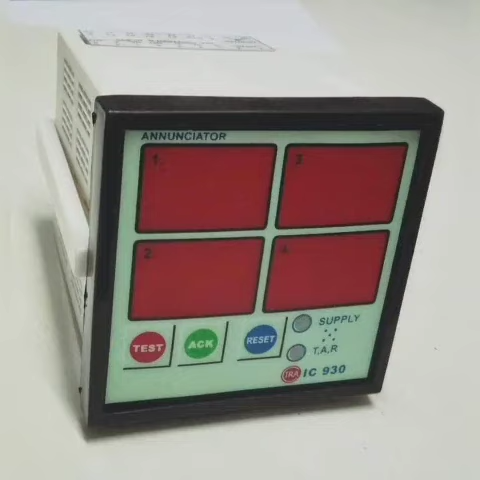 ANNUNCIATOR
1.
3
2
4
TEST
ACK
RESET
SUPPLY
T.A.R
IRA
IC 930